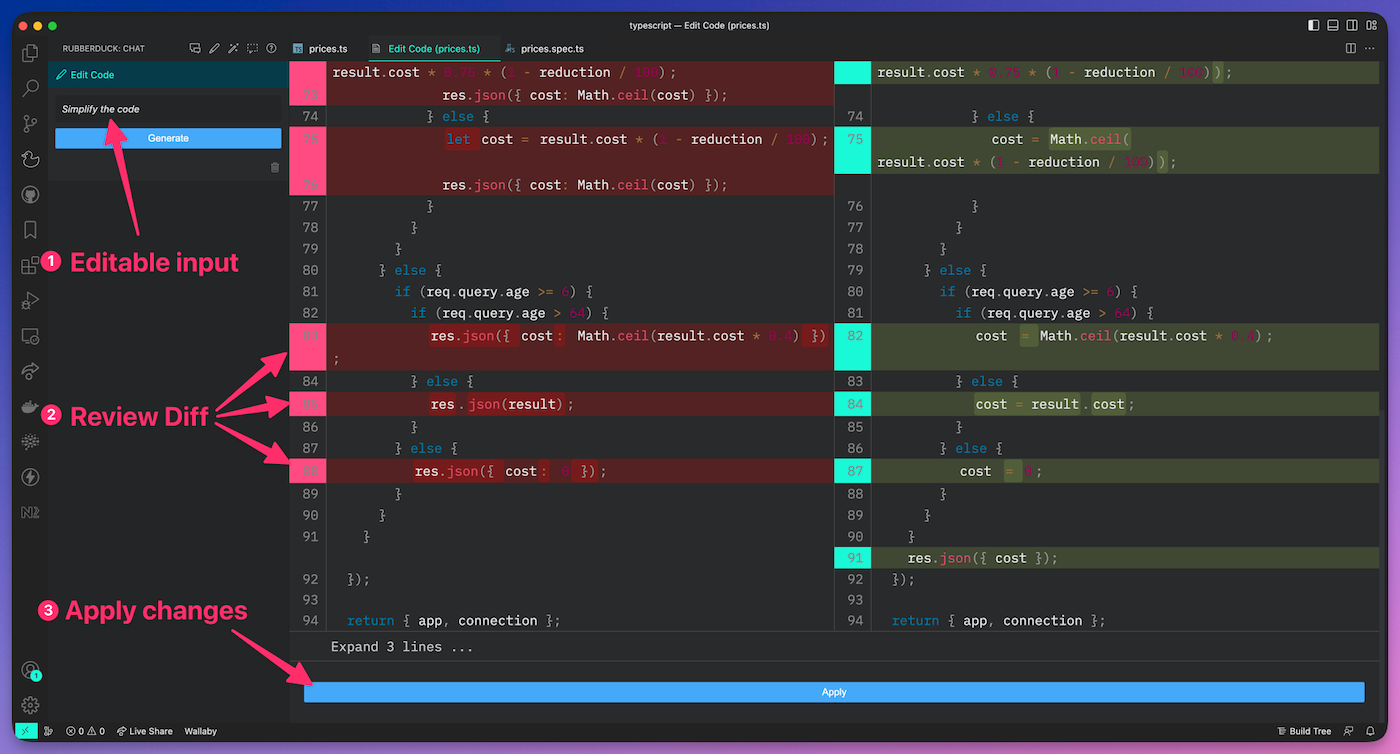 typescript — Edit Code (prices.ts)
RUBBERDUCK: CHAT
prices.ts
Edit Code (prices.ts)
prices.spec.ts
Edit Code
Simplify the code
Generate
1 Editable input
2 Review Diff
3 Apply changes
result.cost * 0.75 * (1 - reduction / 100);
73 res.json({ cost: Math.ceil(cost) });
74 } else {
75 let cost = result.cost * (1 - reduction / 100);
76 res.json({ cost: Math.ceil(cost) });
77 }
78 }
79 }
80 } else {
81 if (req.query.age >= 6) {
82 if (req.query.age > 64) {
83 res.json({ cost: Math.ceil(result.cost * 0.4) })
;
84 } else {
85 res.json(result);
86 }
87 } else {
88 res.json({ cost: 0 });
89 }
90 }
91 }
92 });
93
94 return { app, connection };
result.cost * 0.75 * (1 - reduction / 100));
74 } else {
75 cost = Math.ceil(
result.cost * (1 - reduction / 100));
76 }
77 }
78 }
79 } else {
80 if (req.query.age >= 6) {
81 if (req.query.age > 64) {
82 cost = Math.ceil(result.cost * 0.4);
83 } else {
84 cost = result.cost;
85 }
86 } else {
87 cost = 0;
88 }
89 }
90 }
91 res.json({ cost });
92 });
93
94 return { app, connection };
Expand 3 lines ...
Apply
1
0 0 Live Share Wallaby
Build Tree